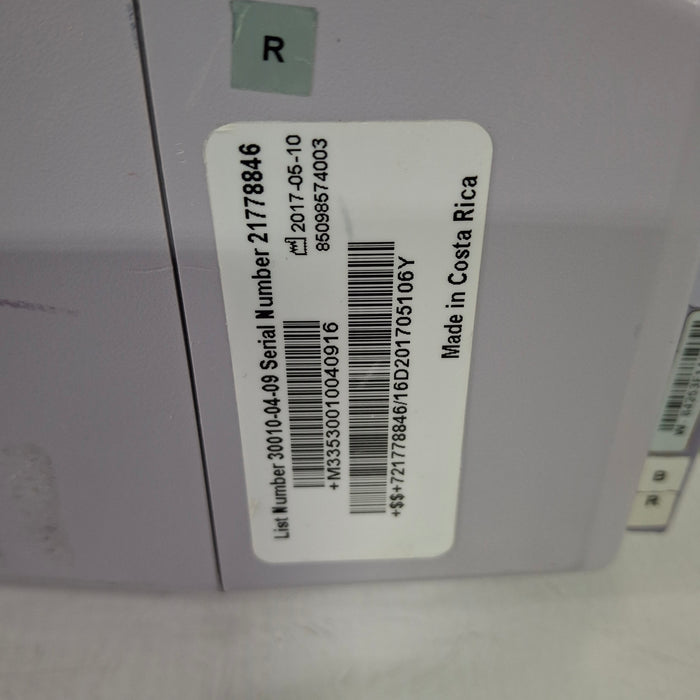 R
List Number 30010-04-09 Serial Number 21778846
2017-05-10
85098574003
+M33530010040916
+$$+721778846/16D201705106Y
Made in Costa Rica
B
R